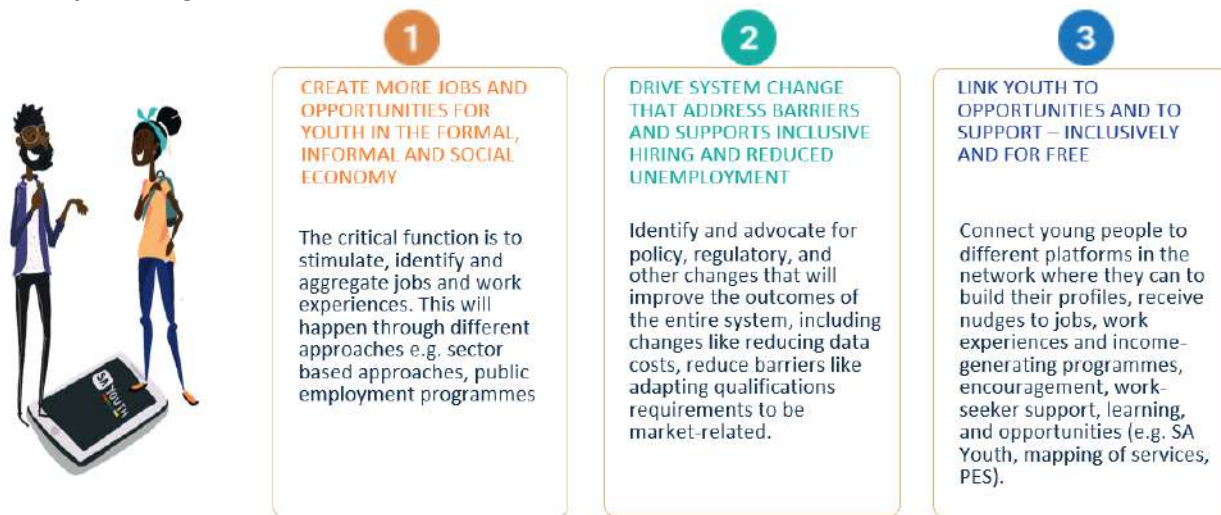 1
CREATE MORE JOBS AND
OPPORTUNITIES FOR
YOUTH IN THE FORMAL,
INFORMAL AND SOCIAL
ECONOMY
The critical function is to
stimulate, identify and
aggregate jobs and work
experiences. This will
happen through different
approaches e.g. sector
based approaches, public
employment programmes
2
DRIVE SYSTEM CHANGE
THAT ADDRESS BARRIERS
AND SUPPORTS INCLUSIVE
HIRING AND REDUCED
UNEMPLOYMENT
Identify and advocate for
policy, regulatory, and
other changes that will
improve the outcomes of
the entire system, including
changes like reducing data
costs, reduce barriers like
adapting qualifications
requirements to be
market-related.
3
LINK YOUTH TO
OPPORTUNITIES AND TO
SUPPORT – INCLUSIVELY
AND FOR FREE
Connect young people to
different platforms in the
network where they can to
build their profiles, receive
nudges to jobs, work
experiences and income-
generating programmes,
encouragement, work-
seeker support, learning,
and opportunities (e.g. SA
Youth, mapping of services,
PES).
SA
YOUTH